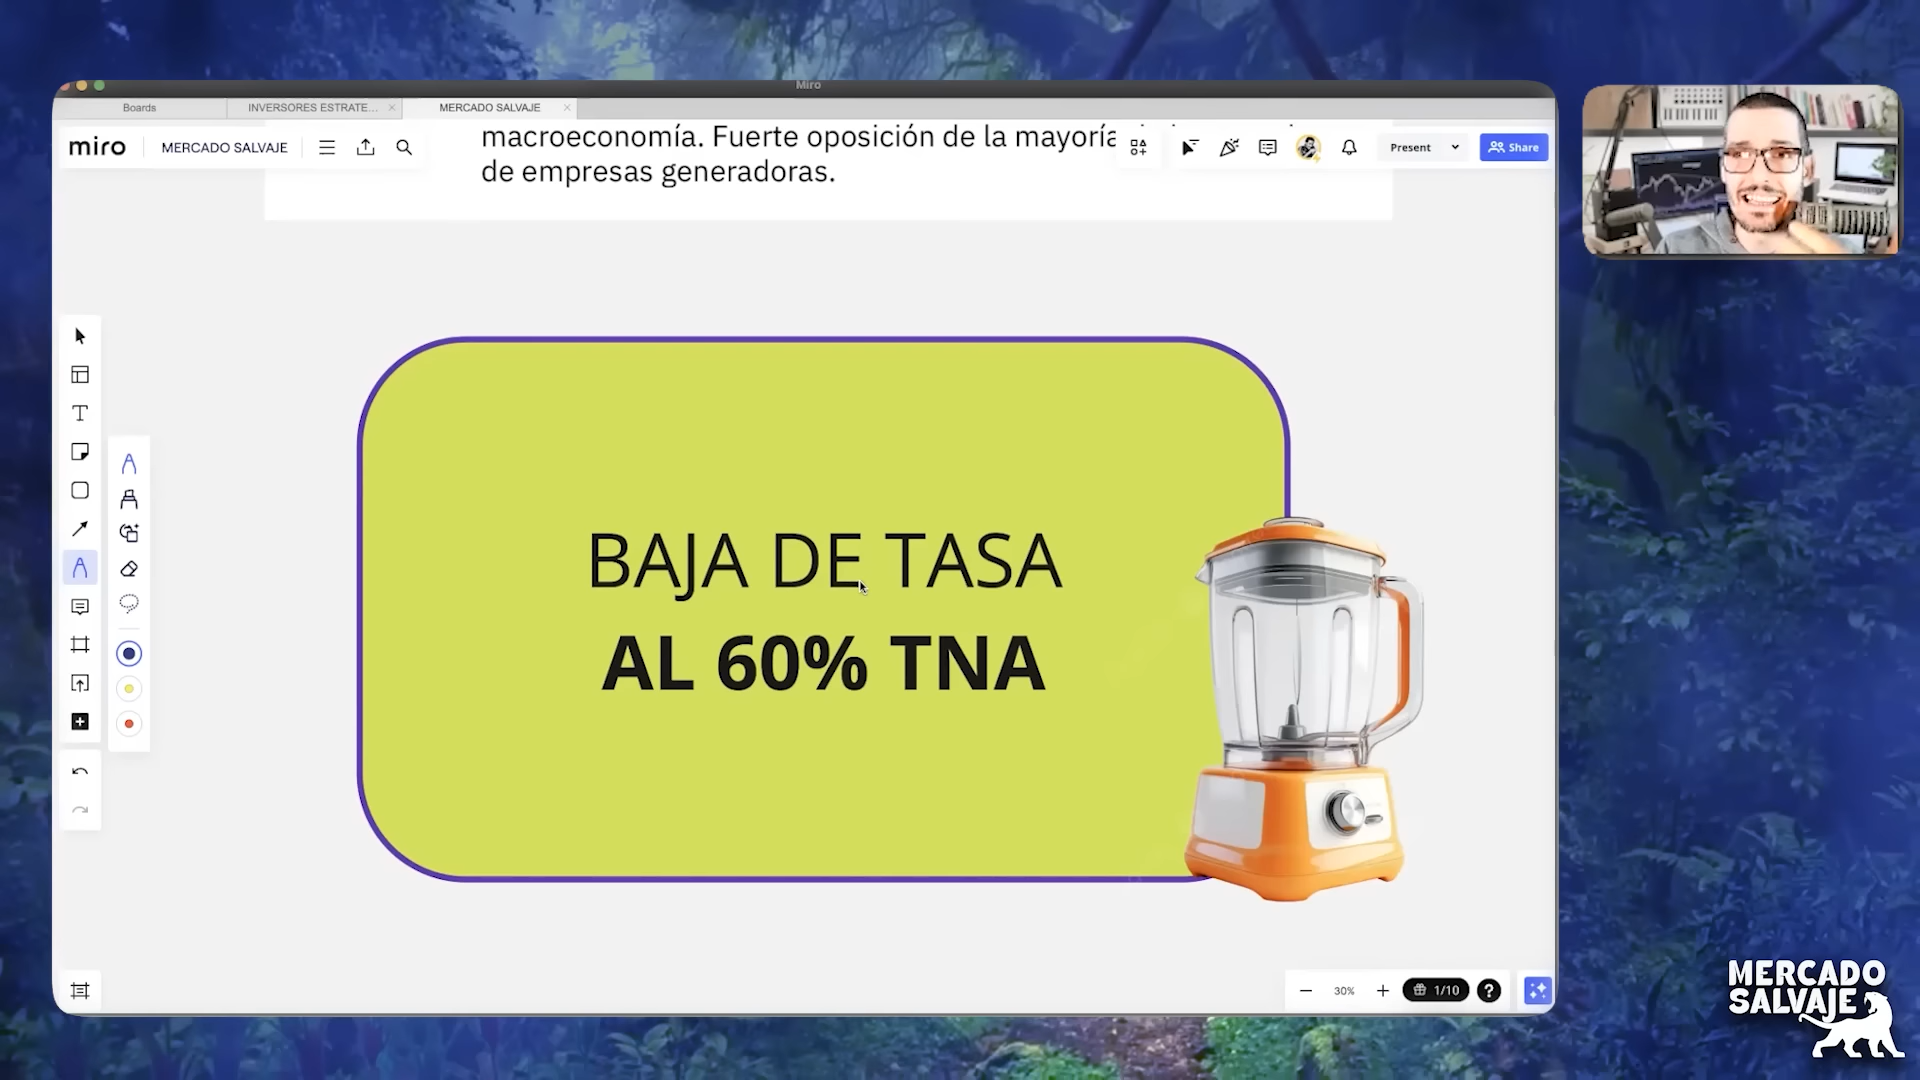 Miro
Boards
INVERSORES ESTRATE...
MERCADO SALVAJE
miro
MERCADO SALVAJE
Present
Share
macroeconomía. Fuerte oposición de la mayoría
de empresas generadoras.
BAJA DE TASA
AL 60% TNA
30%
1/10
?
MERCADO
SALVAJE